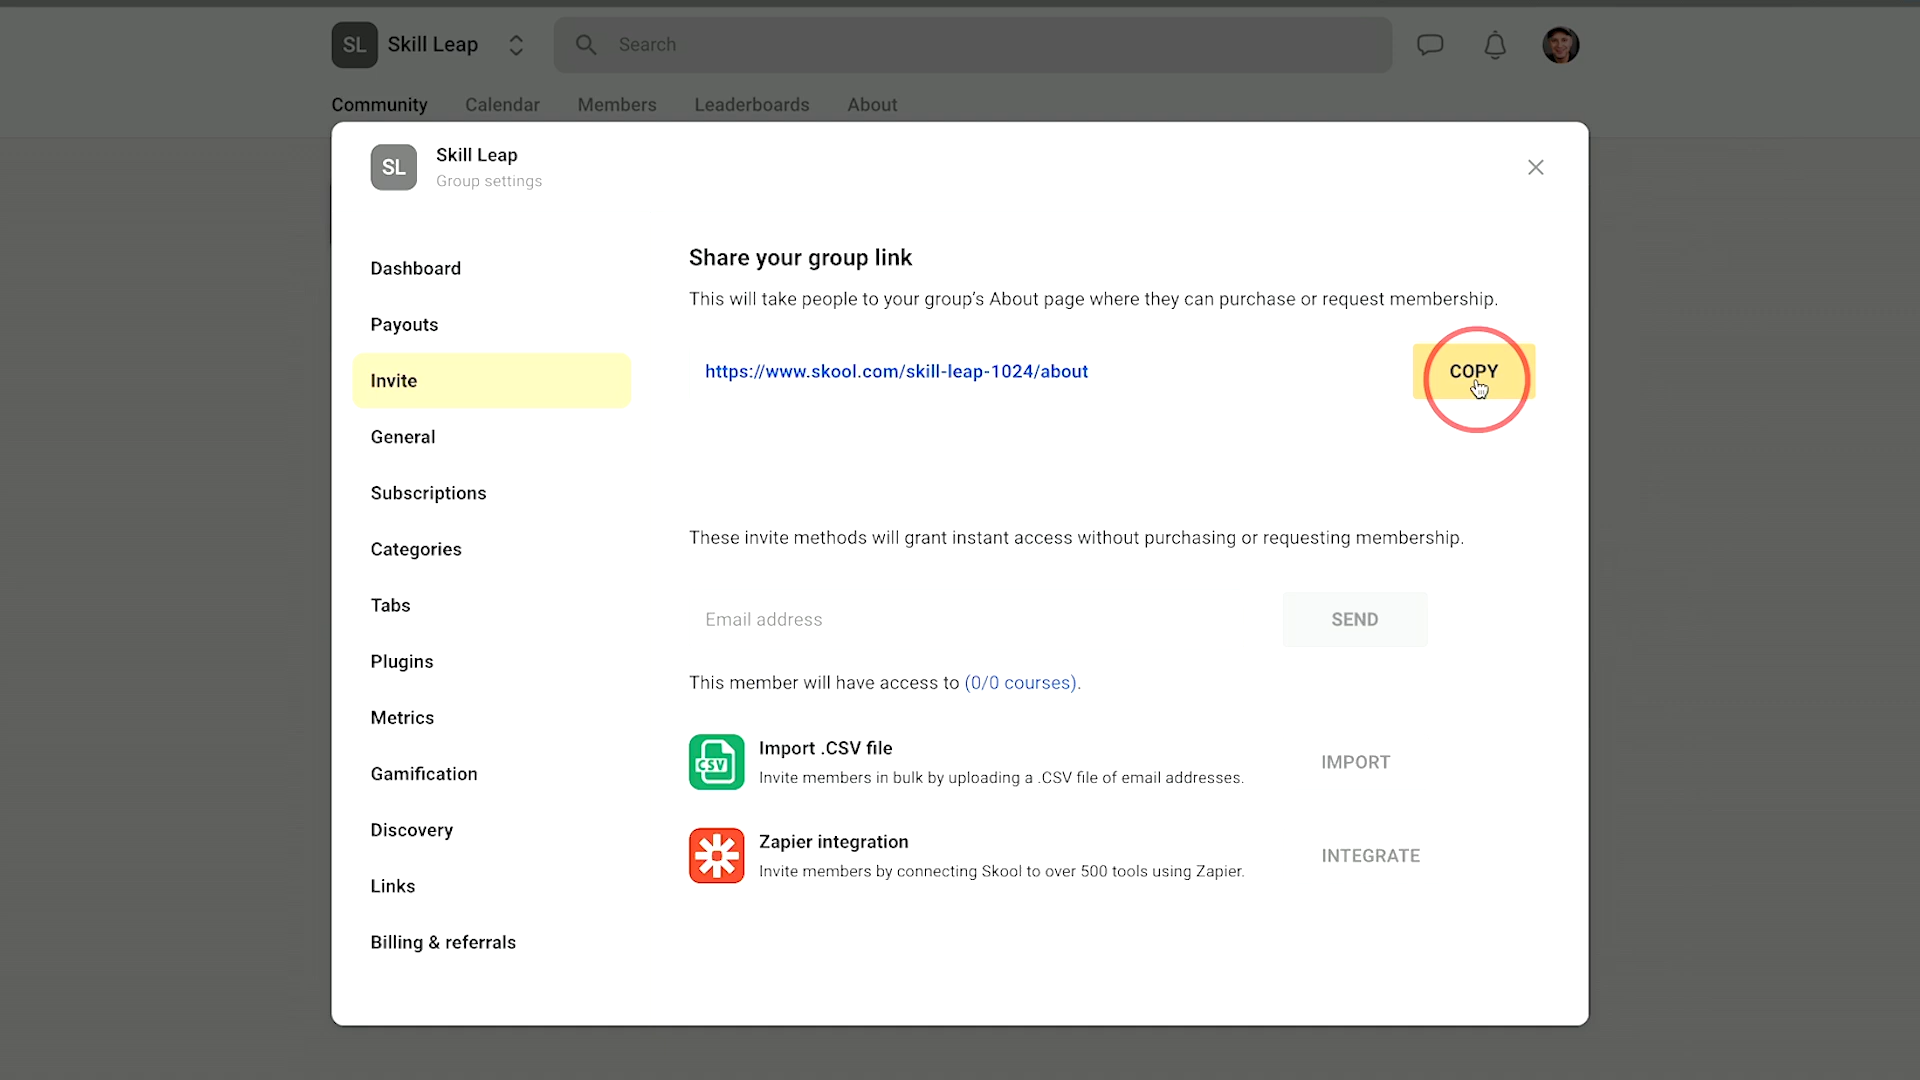 SL Skill Leap
Search
Community Calendar Members Leaderboards About
SL
Skill Leap
Group settings
Dashboard
Payouts
Invite
General
Subscriptions
Categories
Tabs
Plugins
Metrics
Gamification
Discovery
Links
Billing & referrals
Share your group link
This will take people to your group's About page where they can purchase or request membership.
https://www.skool.com/skill-leap-1024/about
COPY
These invite methods will grant instant access without purchasing or requesting membership.
Email address
SEND
This member will have access to (0/0 courses).
CSV
Import .CSV file
Invite members in bulk by uploading a .CSV file of email addresses.
IMPORT
Zapier integration
Invite members by connecting Skool to over 500 tools using Zapier.
INTEGRATE